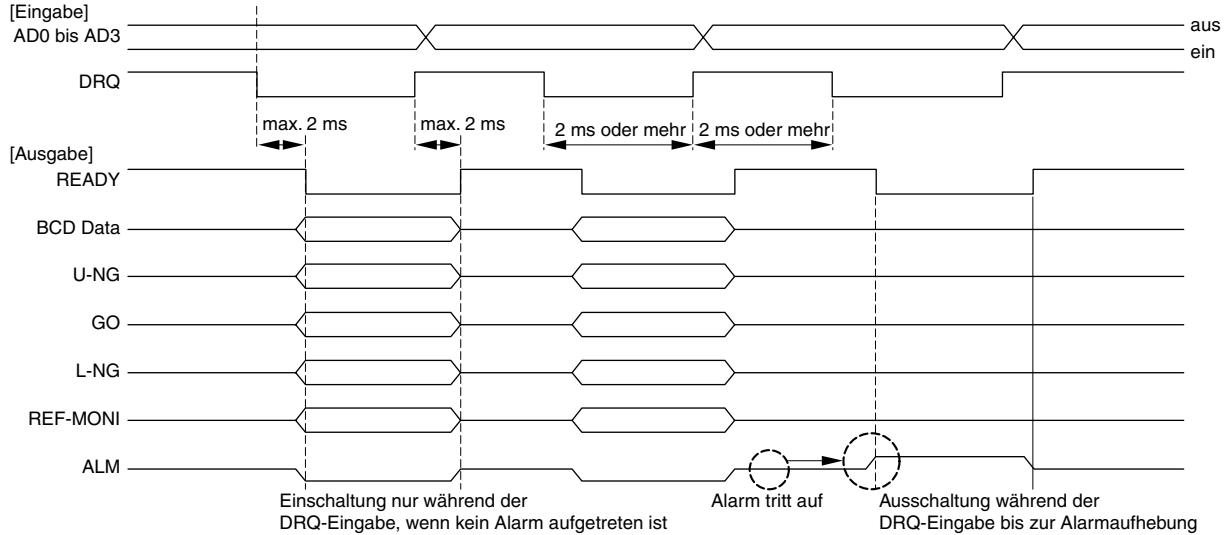 [Eingabe]
AD0 bis AD3
aus
ein
DRQ
max. 2 ms
max. 2 ms
2 ms oder mehr
2 ms oder mehr
[Ausgabe]
READY
BCD Data
U-NG
GO
L-NG
REF-MONI
ALM
Einschaltung nur während der
DRQ-Eingabe, wenn kein Alarm aufgetreten ist
Alarm tritt auf
Ausschaltung während der
DRQ-Eingabe bis zur Alarmaufhebung